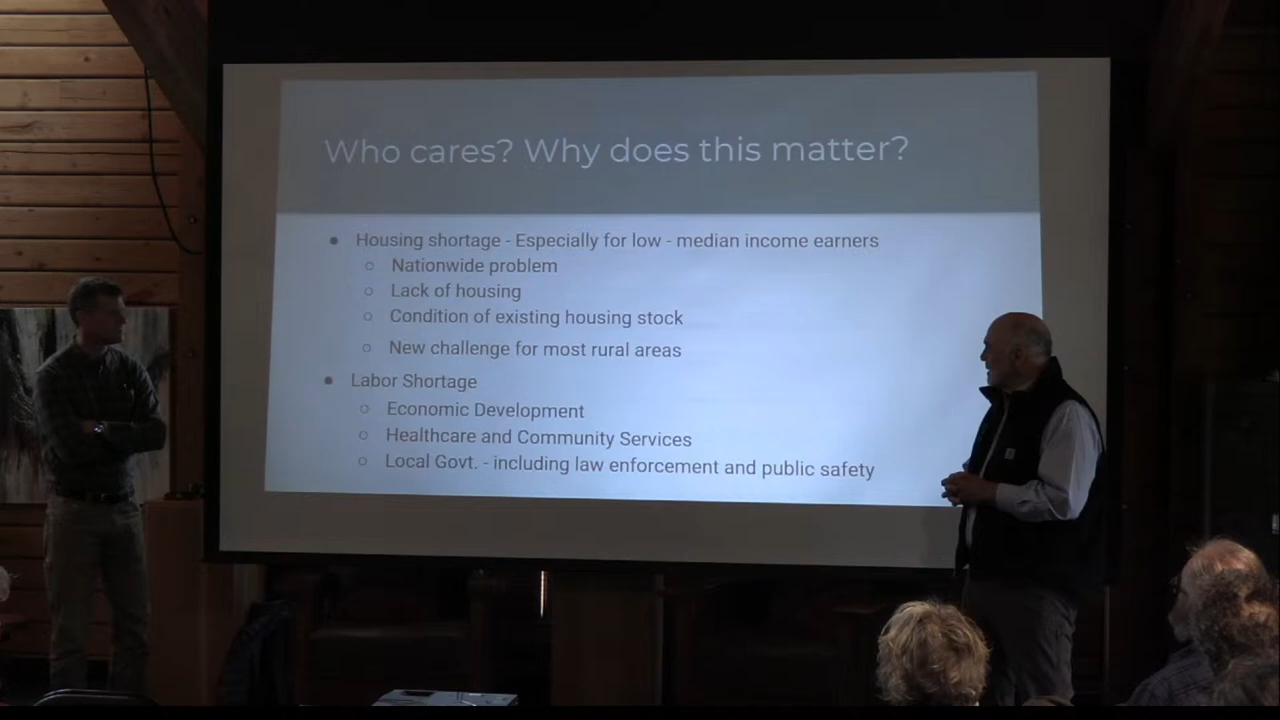 Who cares? Why does this matter?
● Housing shortage - Especially for low - median income earners
○ Nationwide problem
○ Lack of housing
○ Condition of existing housing stock
○ New challenge for most rural areas
● Labor Shortage
○ Economic Development
○ Healthcare and Community Services
○ Local Govt. - including law enforcement and public safety